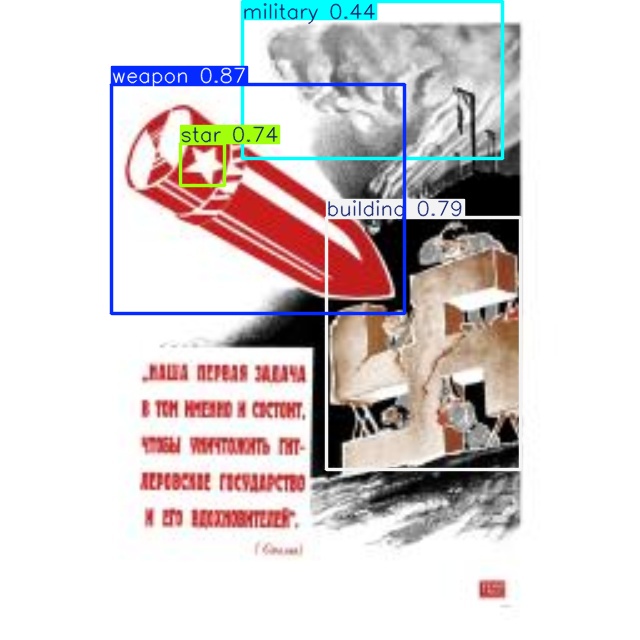 military 0.44
weapon 0.87
star 0.74
building 0.79
„НАША ПЕРВАЯ ЗАДАЧА
В ТОМ ИМЕННО И СОСТОИТ,
ЧТОБЫ УНИЧТОЖИТЬ ГИТ-
ЛЕРОВСКОЕ ГОСУДАРСТВО
И ЕГО ВДОХНОВИТЕЛЕЙ".
(Сталин)